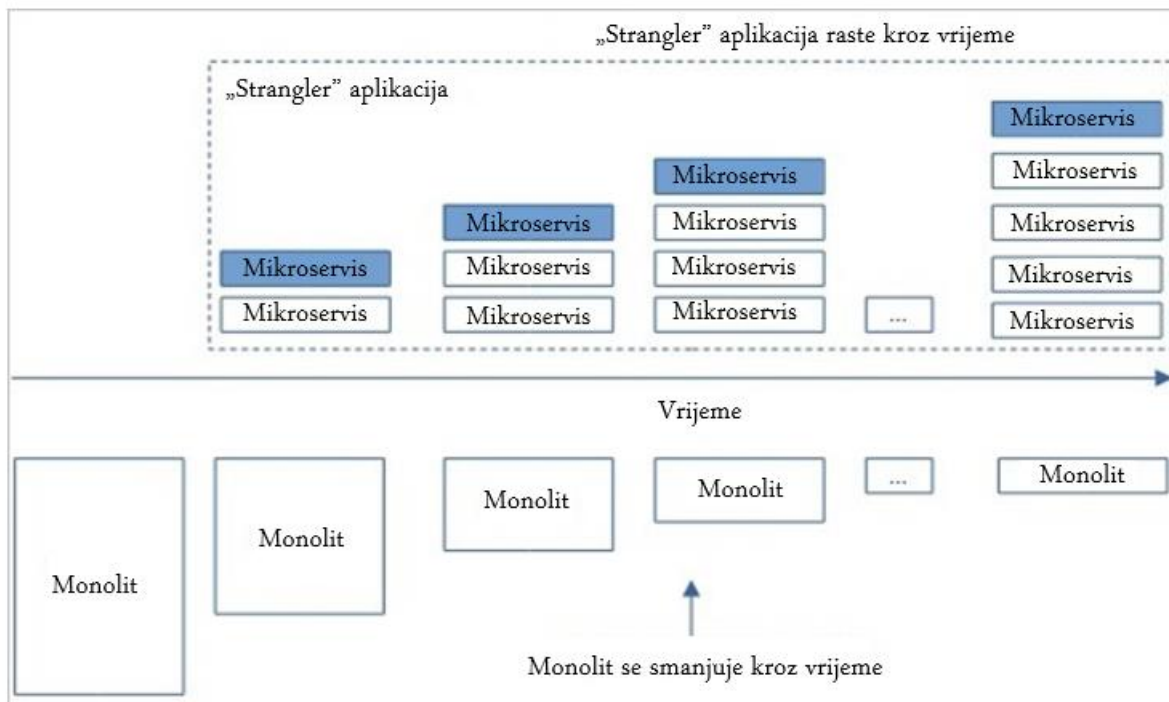 „Strangler” aplikacija raste kroz vrijeme
„Strangler” aplikacija
Mikroservis
Mikroservis
Mikroservis
Mikroservis
Mikroservis
Mikroservis
Mikroservis
Mikroservis
Mikroservis
Mikroservis
Mikroservis
Mikroservis
...
Mikroservis
Mikroservis
Vrijeme
Monolit
Monolit
Monolit
Monolit
...
Monolit
Monolit se smanjuje kroz vrijeme